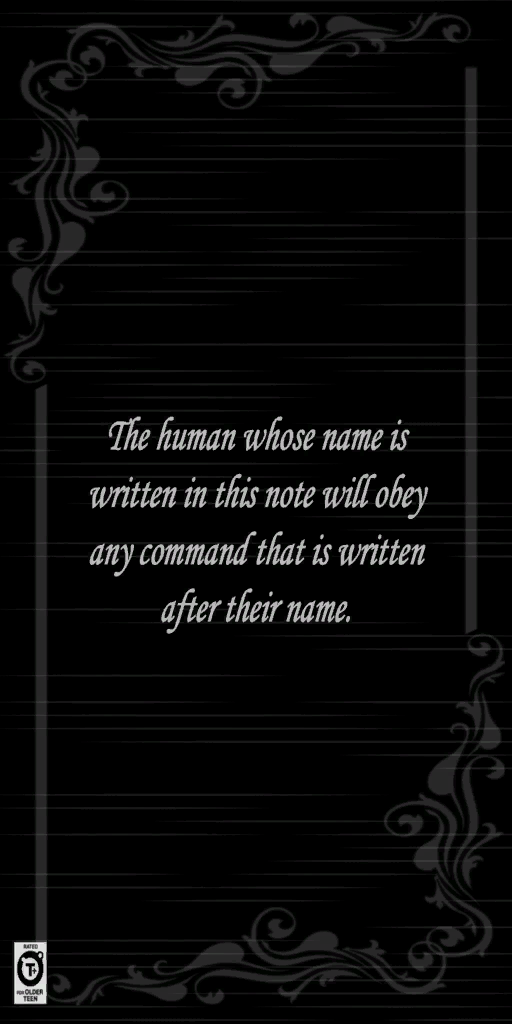 The human whose name is
written in this note will obey
any command that is written
after their name.
RATED
T+
FOR OLDER
TEEN